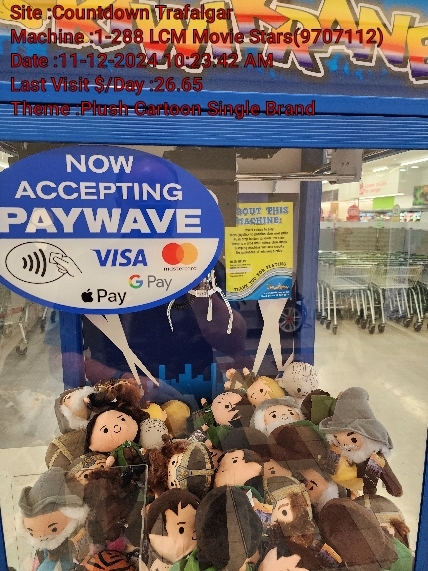 Site :Countdown Trafalgar
Machine :1-288 LCM Movie Stars(9707112)
Date :11-12-2024 10:23:42 AM
Last Visit $/Day :26.65
Theme :Plush Cartoon Single Brand
NOW
ACCEPTING
PAYWAVE
VISA
mastercard
Pay
G Pay
ABOUT THIS
MACHINE!